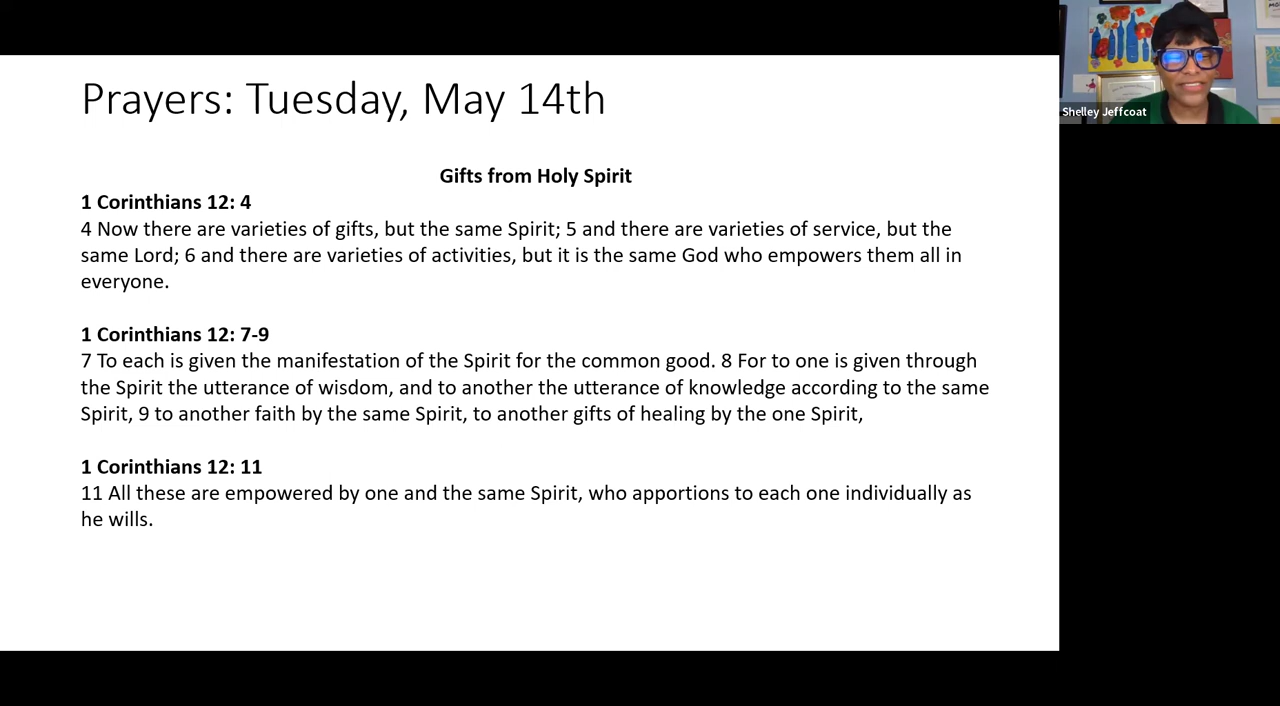 Prayers: Tuesday, May 14th
Gifts from Holy Spirit
1 Corinthians 12: 4
4 Now there are varieties of gifts, but the same Spirit; 5 and there are varieties of service, but the
same Lord; 6 and there are varieties of activities, but it is the same God who empowers them all in
everyone.
1 Corinthians 12: 7-9
7 To each is given the manifestation of the Spirit for the common good. 8 For to one is given through
the Spirit the utterance of wisdom, and to another the utterance of knowledge according to the same
Spirit, 9 to another faith by the same Spirit, to another gifts of healing by the one Spirit,
1 Corinthians 12: 11
11 All these are empowered by one and the same Spirit, who apportions to each one individually as
he wills.
Shelley Jeffcoat